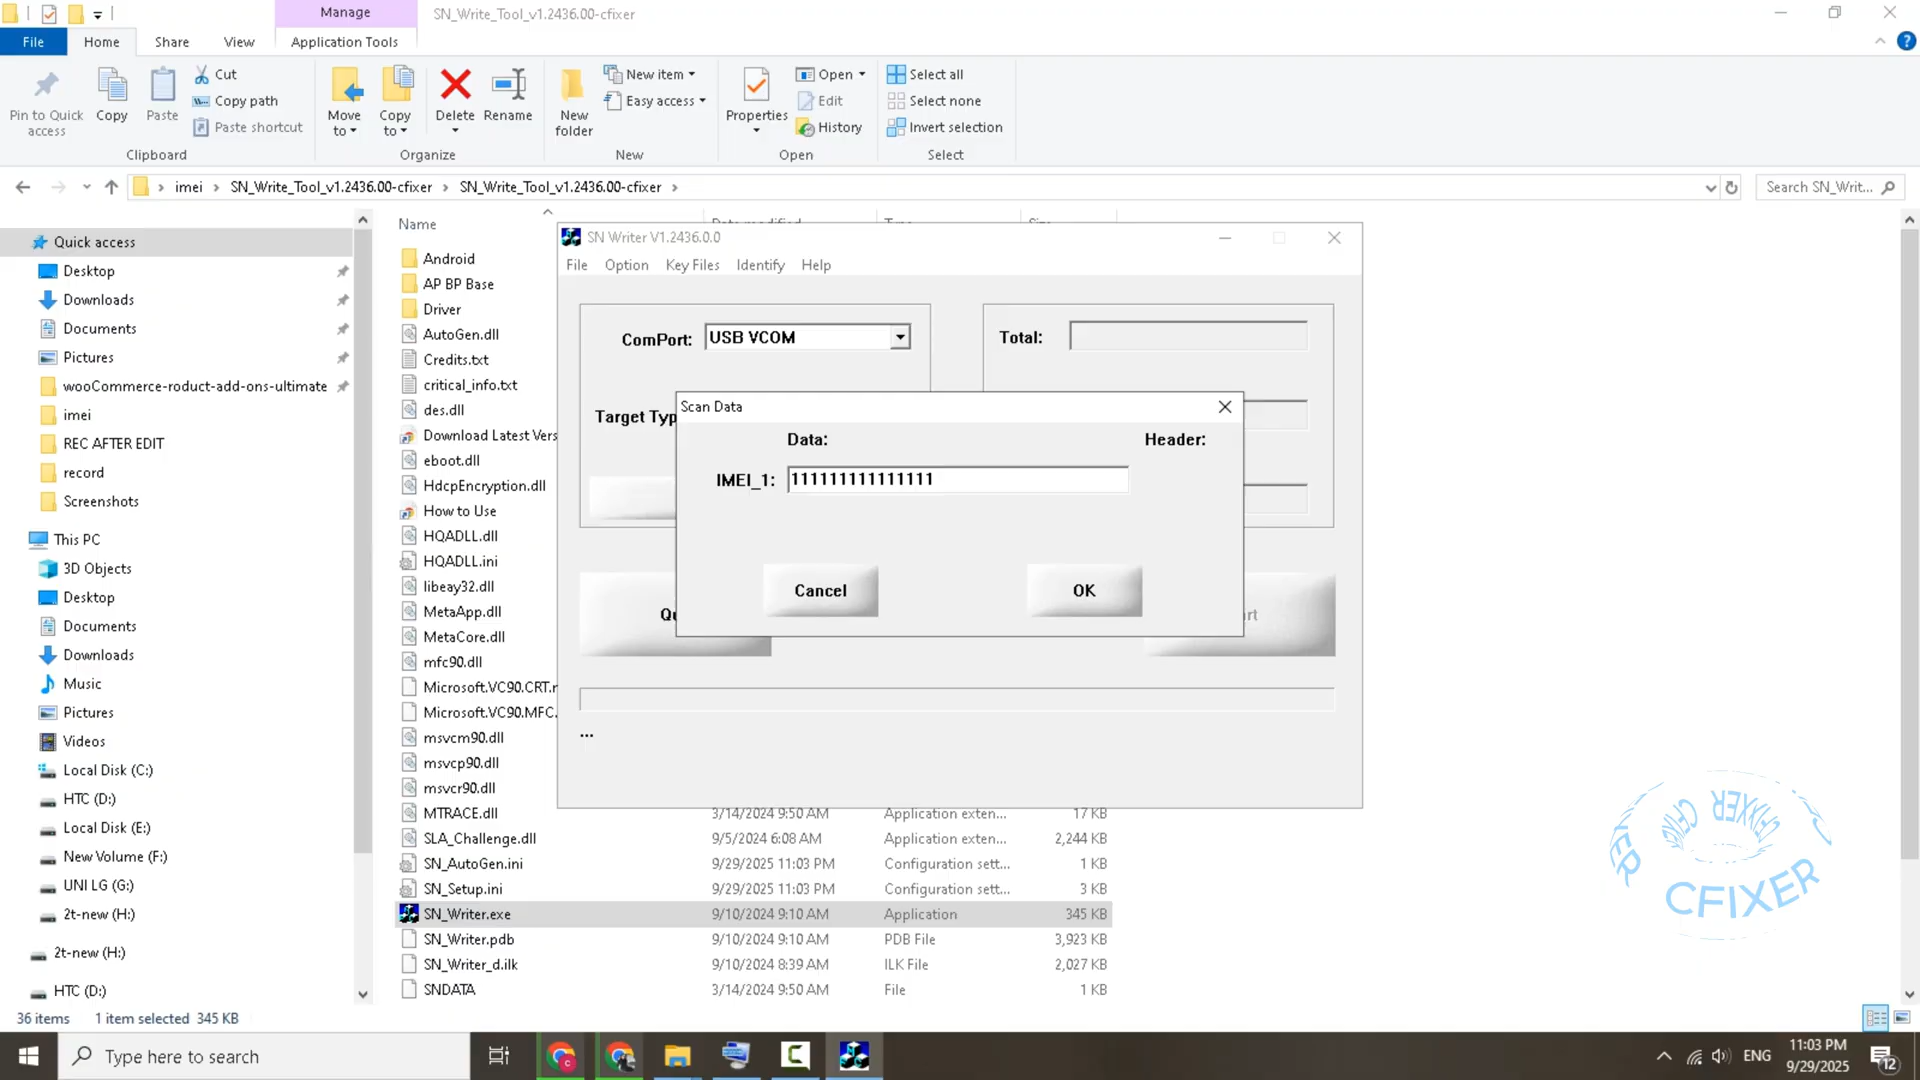 Manage
SN_Write_Tool_v1.2436.00-cfixer
File
Home
Share
View
Application Tools
Pin to Quick access
Copy
Paste
Cut
Copy path
Paste shortcut
Clipboard
Move to
Copy to
Delete
Rename
Organize
New folder
New item
Easy access
New
Properties
Open
Edit
History
Open
Select all
Select none
Invert selection
Select
imei
SN_Write_Tool_v1.2436.00-cfixer
SN_Write_Tool_v1.2436.00-cfixer
Search SN_Writ...
Quick access
Desktop
Downloads
Documents
Pictures
wooCommerce-roduct-add-ons-ultimate
imei
REC AFTER EDIT
record
Screenshots
This PC
3D Objects
Desktop
Documents
Downloads
Music
Pictures
Videos
Local Disk (C:)
HTC (D:)
Local Disk (E:)
New Volume (F:)
UNI LG (G:)
2t-new (H:)
2t-new (H:)
HTC (D:)
Name
Android
AP BP Base
Driver
AutoGen.dll
Credits.txt
critical_info.txt
des.dll
Download Latest Vers
eboot.dll
HdcpEncryption.dll
How to Use
HQADLL.dll
HQADLL.ini
libeay32.dll
MetaApp.dll
MetaCore.dll
mfc90.dll
Microsoft.VC90.CRT.r
Microsoft.VC90.MFC.
msvcm90.dll
msvcp90.dll
msvcr90.dll
MTRACE.dll 3/14/2024 9:50 AM Application exten... 17 KB
SLA_Challenge.dll 9/5/2024 6:08 AM Application exten... 2,244 KB
SN_AutoGen.ini 9/29/2025 11:03 PM Configuration sett... 1 KB
SN_Setup.ini 9/29/2025 11:03 PM Configuration sett... 3 KB
SN_Writer.exe 9/10/2024 9:10 AM Application 345 KB
SN_Writer.pdb 9/10/2024 9:10 AM PDB File 3,923 KB
SN_Writer_d.ilk 9/10/2024 8:39 AM ILK File 2,027 KB
SNDATA 3/14/2024 9:50 AM File 1 KB
SN Writer V1.2436.0.0
File Option Key Files Identify Help
ComPort: USB VCOM
Total:
Target Typ
Scan Data
Data:
Header:
IMEI_1: 111111111111111
Cancel
OK
Qu
rt
...
CFIXER
36 items 1 item selected 345 KB
Type here to search
ENG
11:03 PM
9/29/2025
12